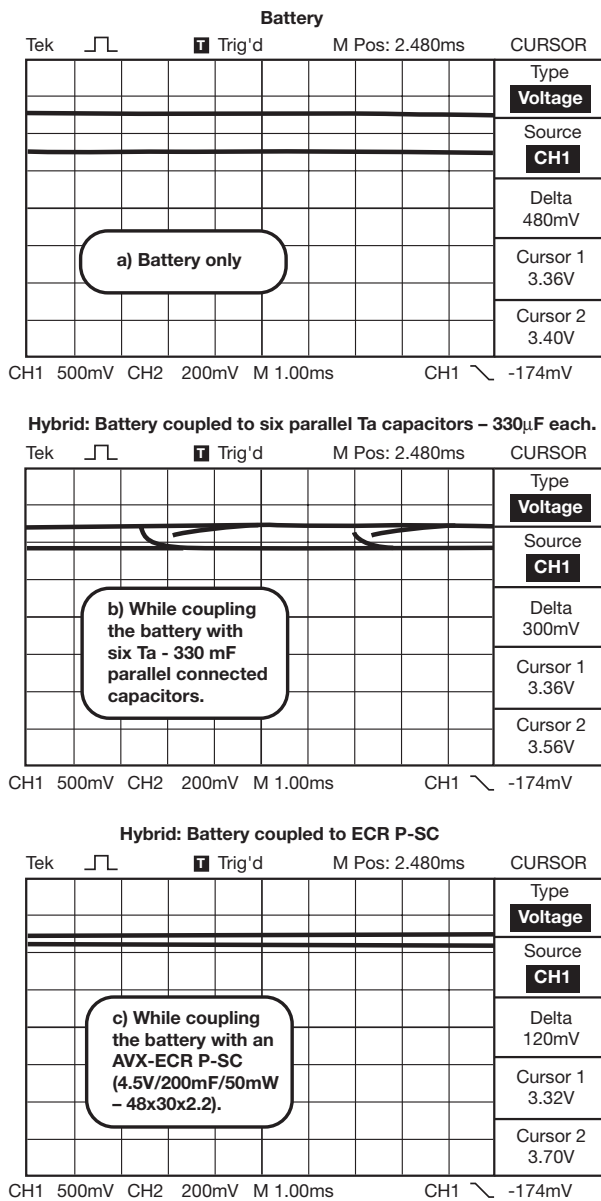 Battery
Tek T Trig'd M Pos: 2.480ms CURSOR
Type
Voltage
Source
CH1
Delta
480mV
a) Battery only
Cursor 1
3.36V
Cursor 2
3.40V
CH1 500mV CH2 200mV M 1.00ms CH1 -174mV
Hybrid: Battery coupled to six parallel Ta capacitors – 330µF each.
Tek T Trig'd M Pos: 2.480ms CURSOR
Type
Voltage
Source
CH1
b) While coupling
the battery with
six Ta - 330 mF
parallel connected
capacitors.
Delta
300mV
Cursor 1
3.36V
Cursor 2
3.56V
CH1 500mV CH2 200mV M 1.00ms CH1 -174mV
Hybrid: Battery coupled to ECR P-SC
Tek T Trig'd M Pos: 2.480ms CURSOR
Type
Voltage
Source
CH1
c) While coupling
the battery with an
AVX-ECR P-SC
(4.5V/200mF/50mW
– 48x30x2.2).
Delta
120mV
Cursor 1
3.32V
Cursor 2
3.70V
CH1 500mV CH2 200mV M 1.00ms CH1 -174mV